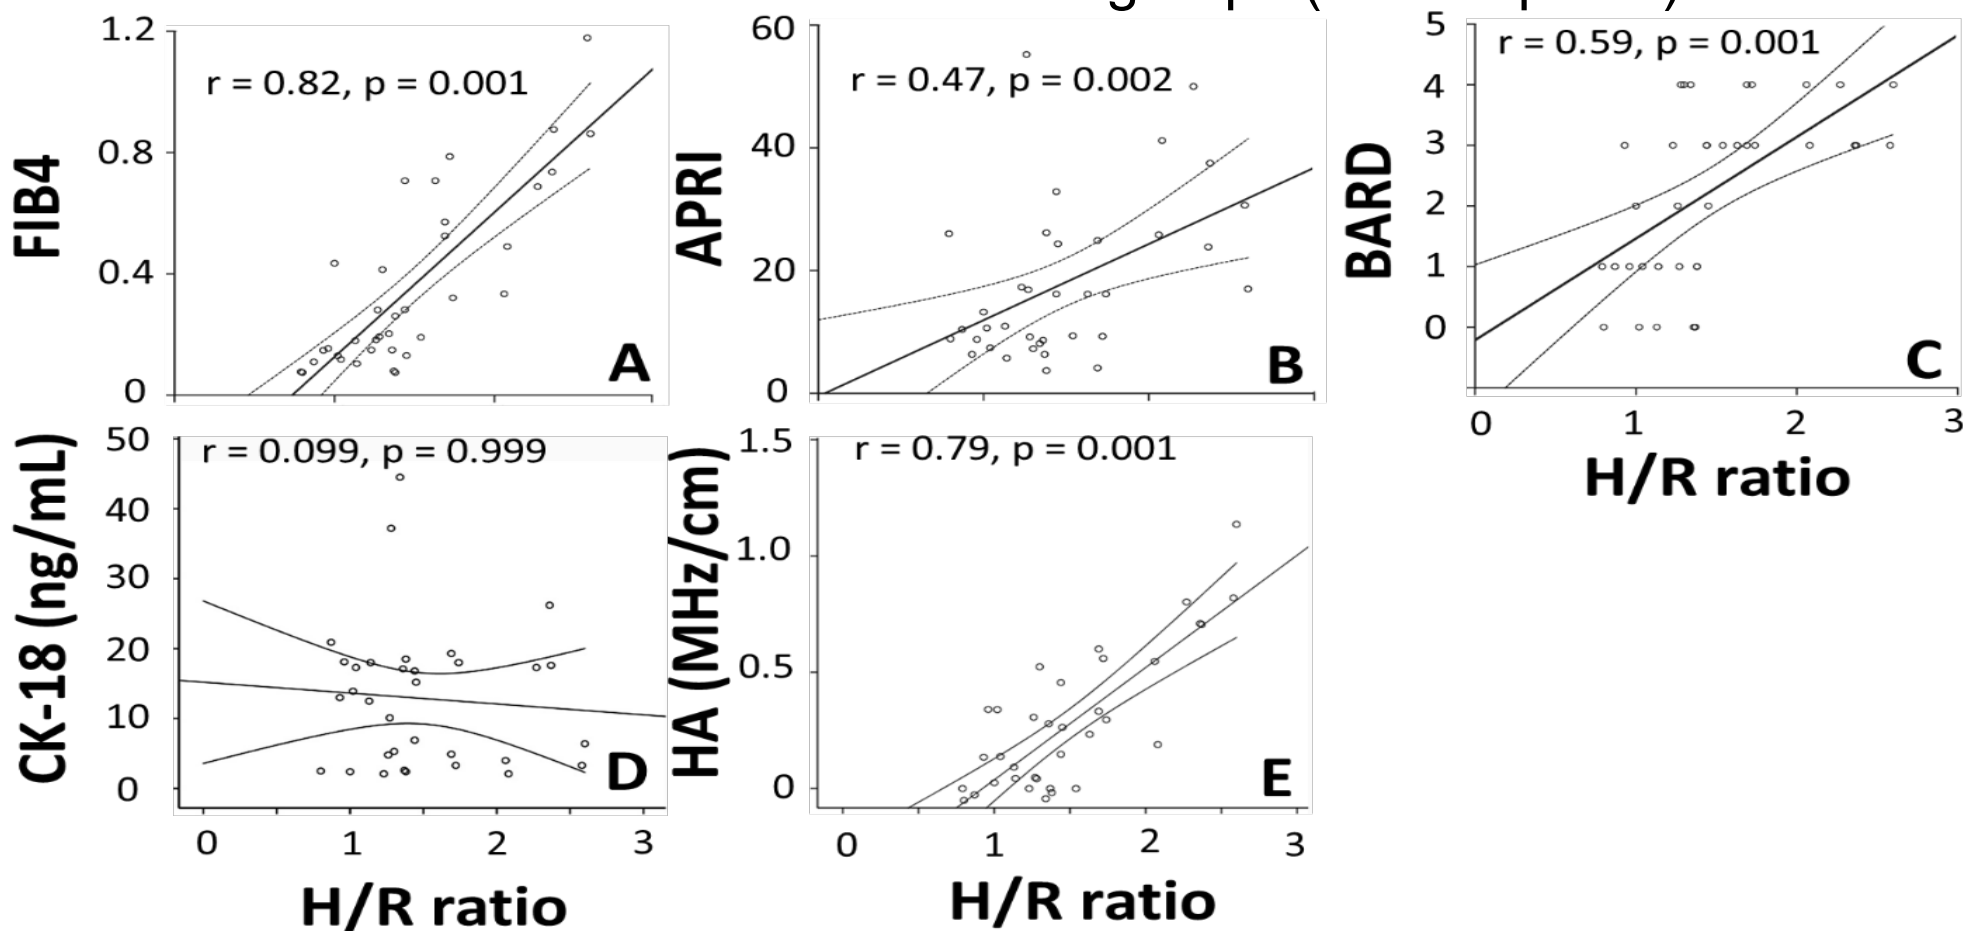 FIB4
1.2
0.8
0.4
0
r = 0.82, p = 0.001
A
APRI
60
40
20
0
r = 0.47, p = 0.002
B
BARD
5
4
3
2
1
0
r = 0.59, p = 0.001
C
0 1 2 3
H/R ratio
CK-18 (ng/mL)
50
40
30
20
10
0
r = 0.099, p = 0.999
D
0 1 2 3
H/R ratio
HA (MHz/cm)
1.5
1.0
0.5
0
r = 0.79, p = 0.001
E
0 1 2 3
H/R ratio